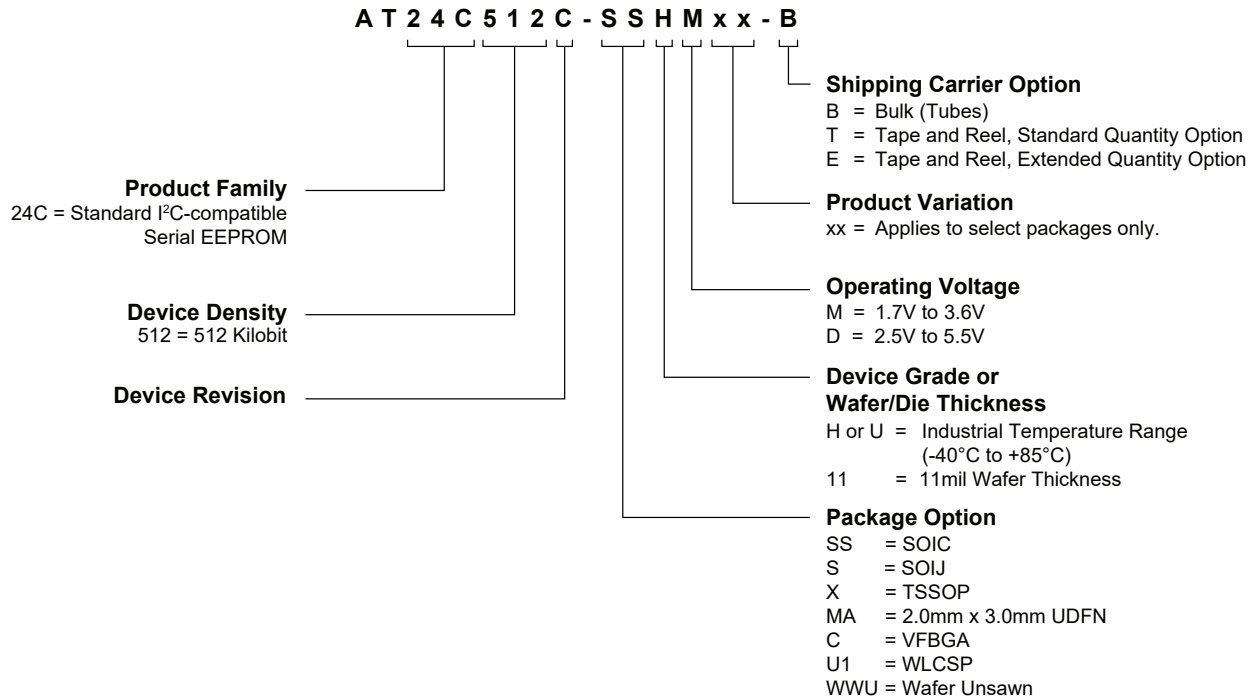 A T 2 4 C 5 1 2 C - S S H M x x - B
Product Family
24C = Standard I²C-compatible
Serial EEPROM
Device Density
512 = 512 Kilobit
Device Revision
Shipping Carrier Option
B = Bulk (Tubes)
T = Tape and Reel, Standard Quantity Option
E = Tape and Reel, Extended Quantity Option
Product Variation
xx = Applies to select packages only.
Operating Voltage
M = 1.7V to 3.6V
D = 2.5V to 5.5V
Device Grade or
Wafer/Die Thickness
H or U = Industrial Temperature Range
(-40°C to +85°C)
11 = 11mil Wafer Thickness
Package Option
SS = SOIC
S = SOIJ
X = TSSOP
MA = 2.0mm x 3.0mm UDFN
C = VFBGA
U1 = WLCSP
WWU = Wafer Unsawn